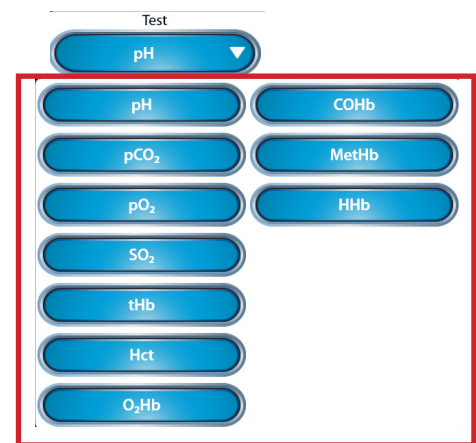 Test
pH
pH
COHb
pCO₂
MetHb
pO₂
HHb
SO₂
tHb
Hct
O₂Hb